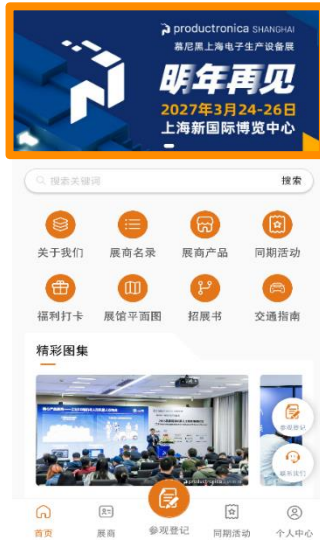 productronica SHANGHAI
慕尼黑上海电子生产设备展
明年再见
2027年3月24-26日
上海新国际博览中心
搜索关键词
搜索
关于我们
展商名录
展商产品
同期活动
福利打卡
展馆平面图
招展书
交通指南
精彩图集
productronica
参观登记
联系我们
首页
展商
参观登记
同期活动
个人中心